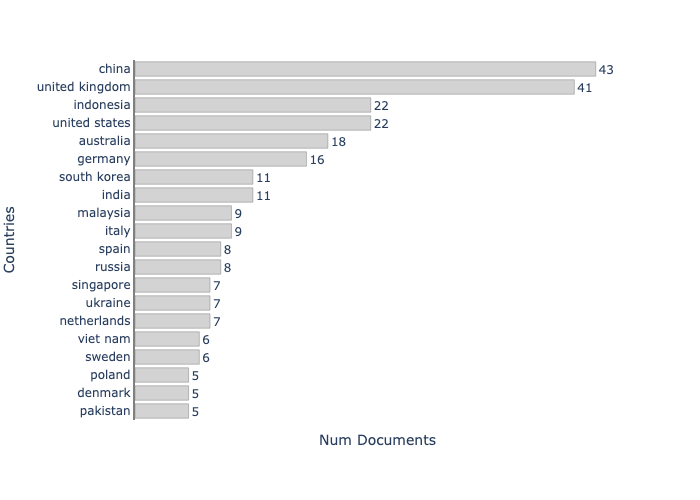 china 43
united kingdom 41
indonesia 22
united states 22
australia 18
germany 16
south korea 11
india 11
malaysia 9
italy 9
spain 8
russia 8
singapore 7
ukraine 7
netherlands 7
viet nam 6
sweden 6
poland 5
denmark 5
pakistan 5
Countries
Num Documents